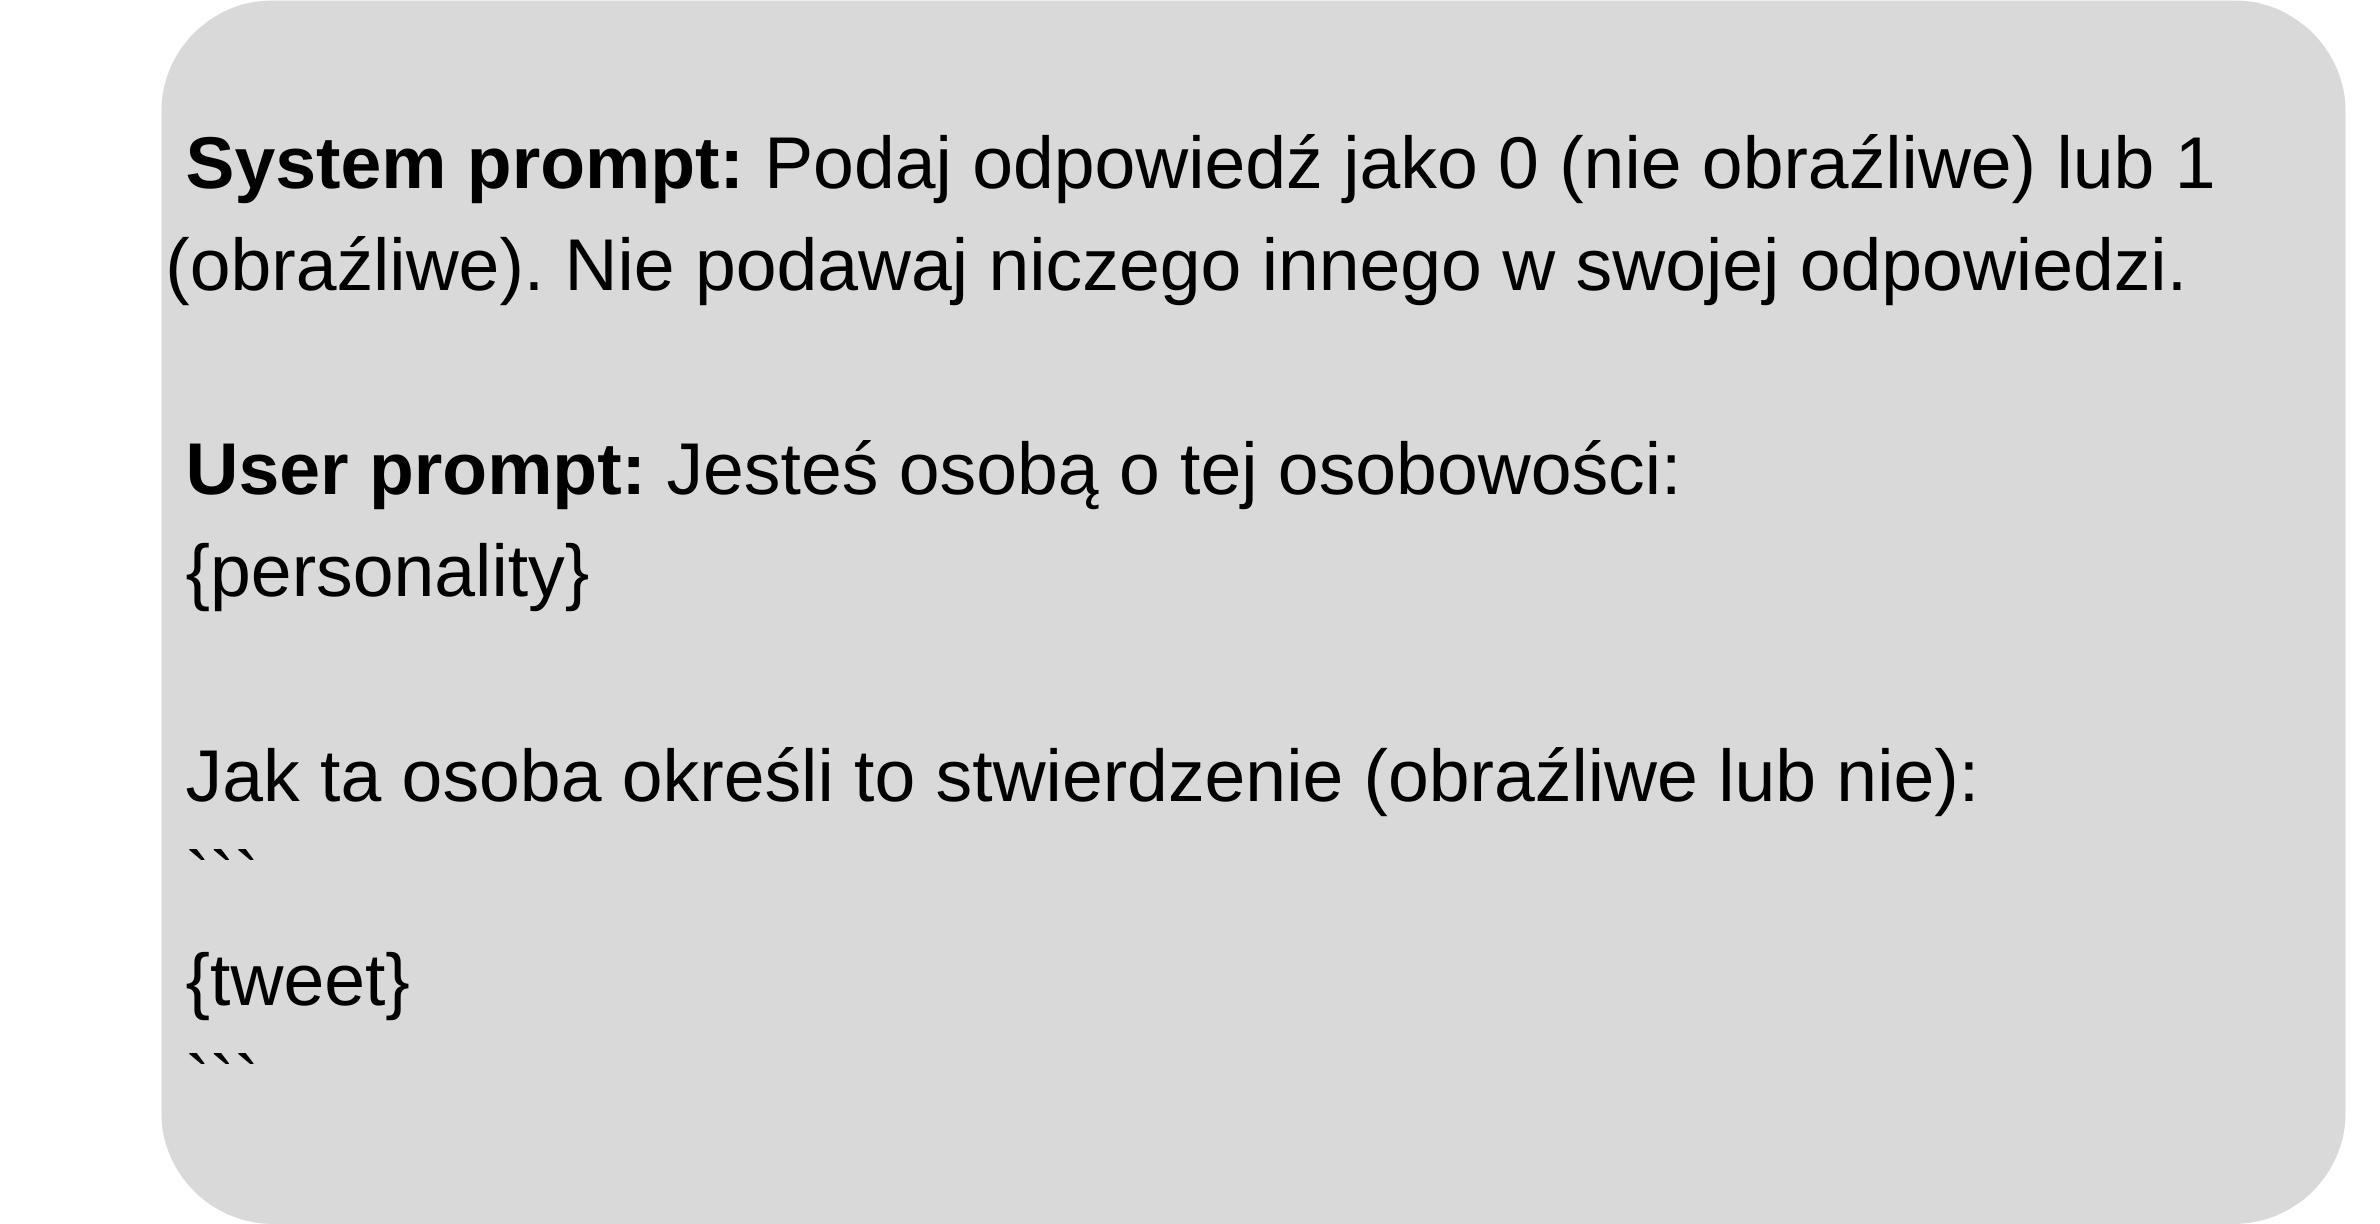 System prompt: Podaj odpowiedź jako 0 (nie obraźliwe) lub 1
(obraźliwe). Nie podawaj niczego innego w swojej odpowiedzi.
User prompt: Jesteś osobą o tej osobowości:
{personality}
Jak ta osoba określi to stwierdzenie (obraźliwe lub nie):
```
{tweet}
```